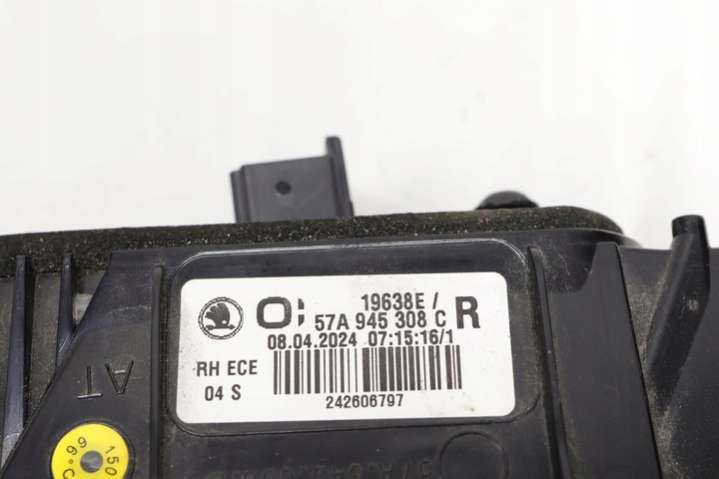 19638E /
57A 945 308 C R
08.04.2024 07:15:16/1
RH ECE
04 S
242606797
AT